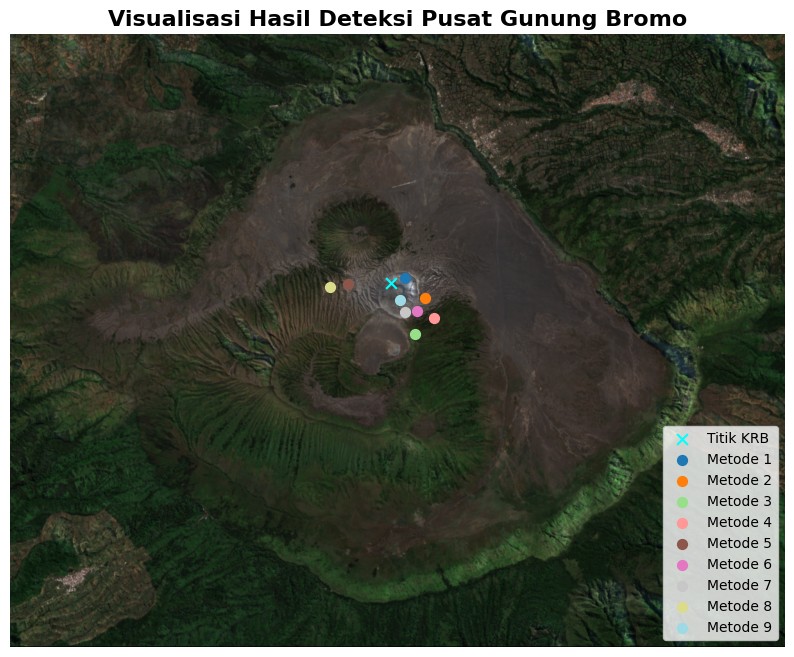 Visualisasi Hasil Deteksi Pusat Gunung Bromo
Titik KRB
Metode 1
Metode 2
Metode 3
Metode 4
Metode 5
Metode 6
Metode 7
Metode 8
Metode 9